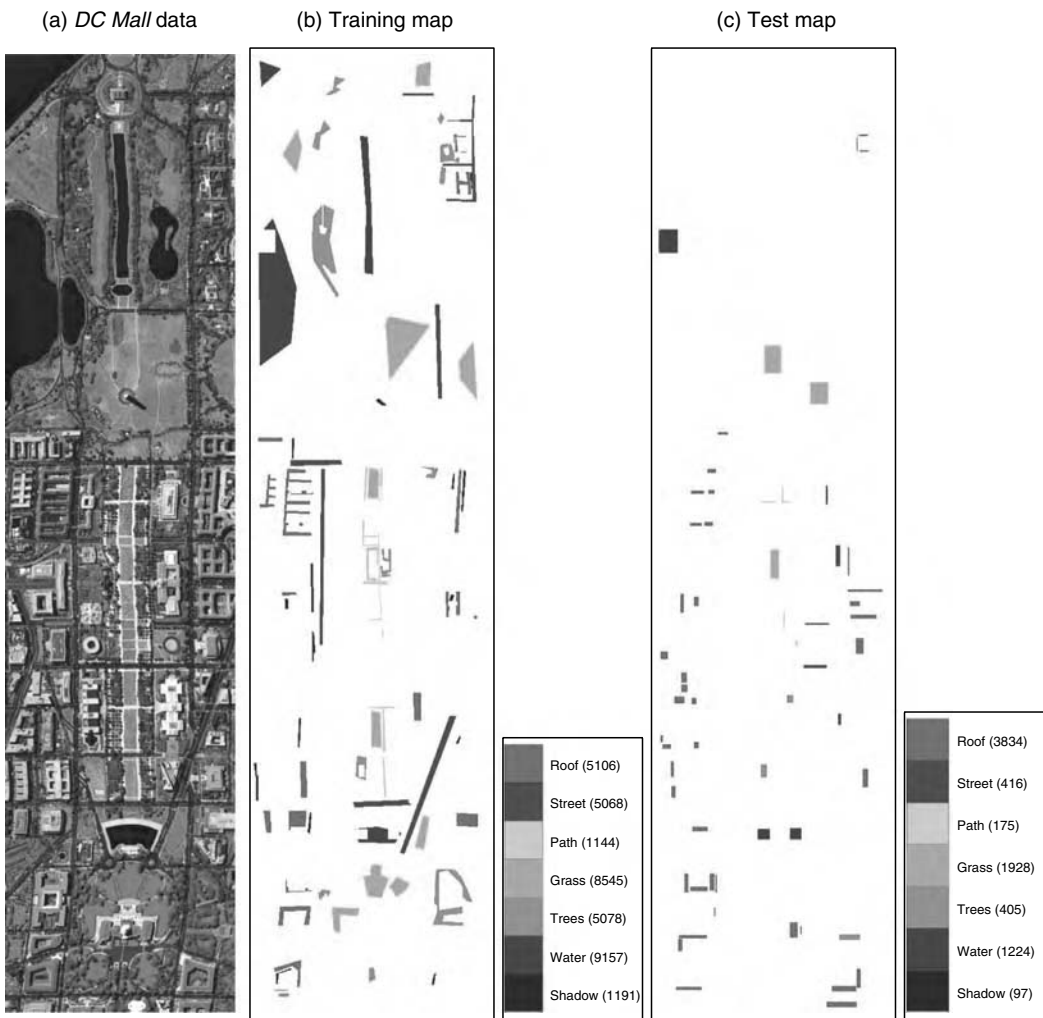 (a) DC Mall data
(b) Training map
(c) Test map
Roof (5106)
Street (5068)
Path (1144)
Grass (8545)
Trees (5078)
Water (9157)
Shadow (1191)
Roof (3834)
Street (416)
Path (175)
Grass (1928)
Trees (405)
Water (1224)
Shadow (97)